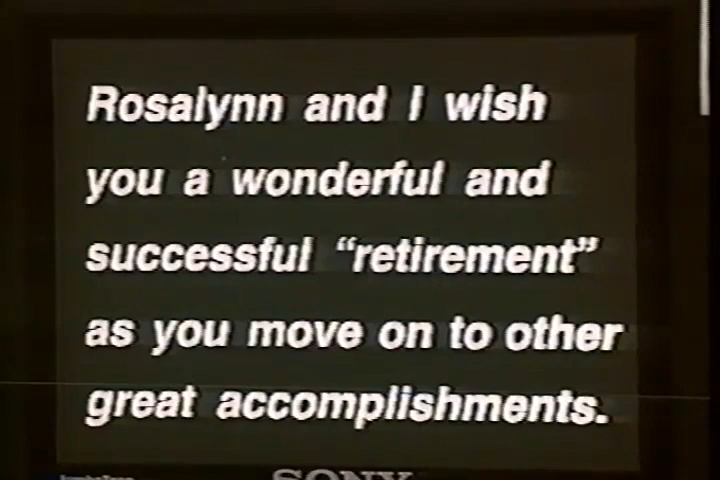 Rosalynn and I wish
you a wonderful and
successful “retirement”
as you move on to other
great accomplishments.
SONY